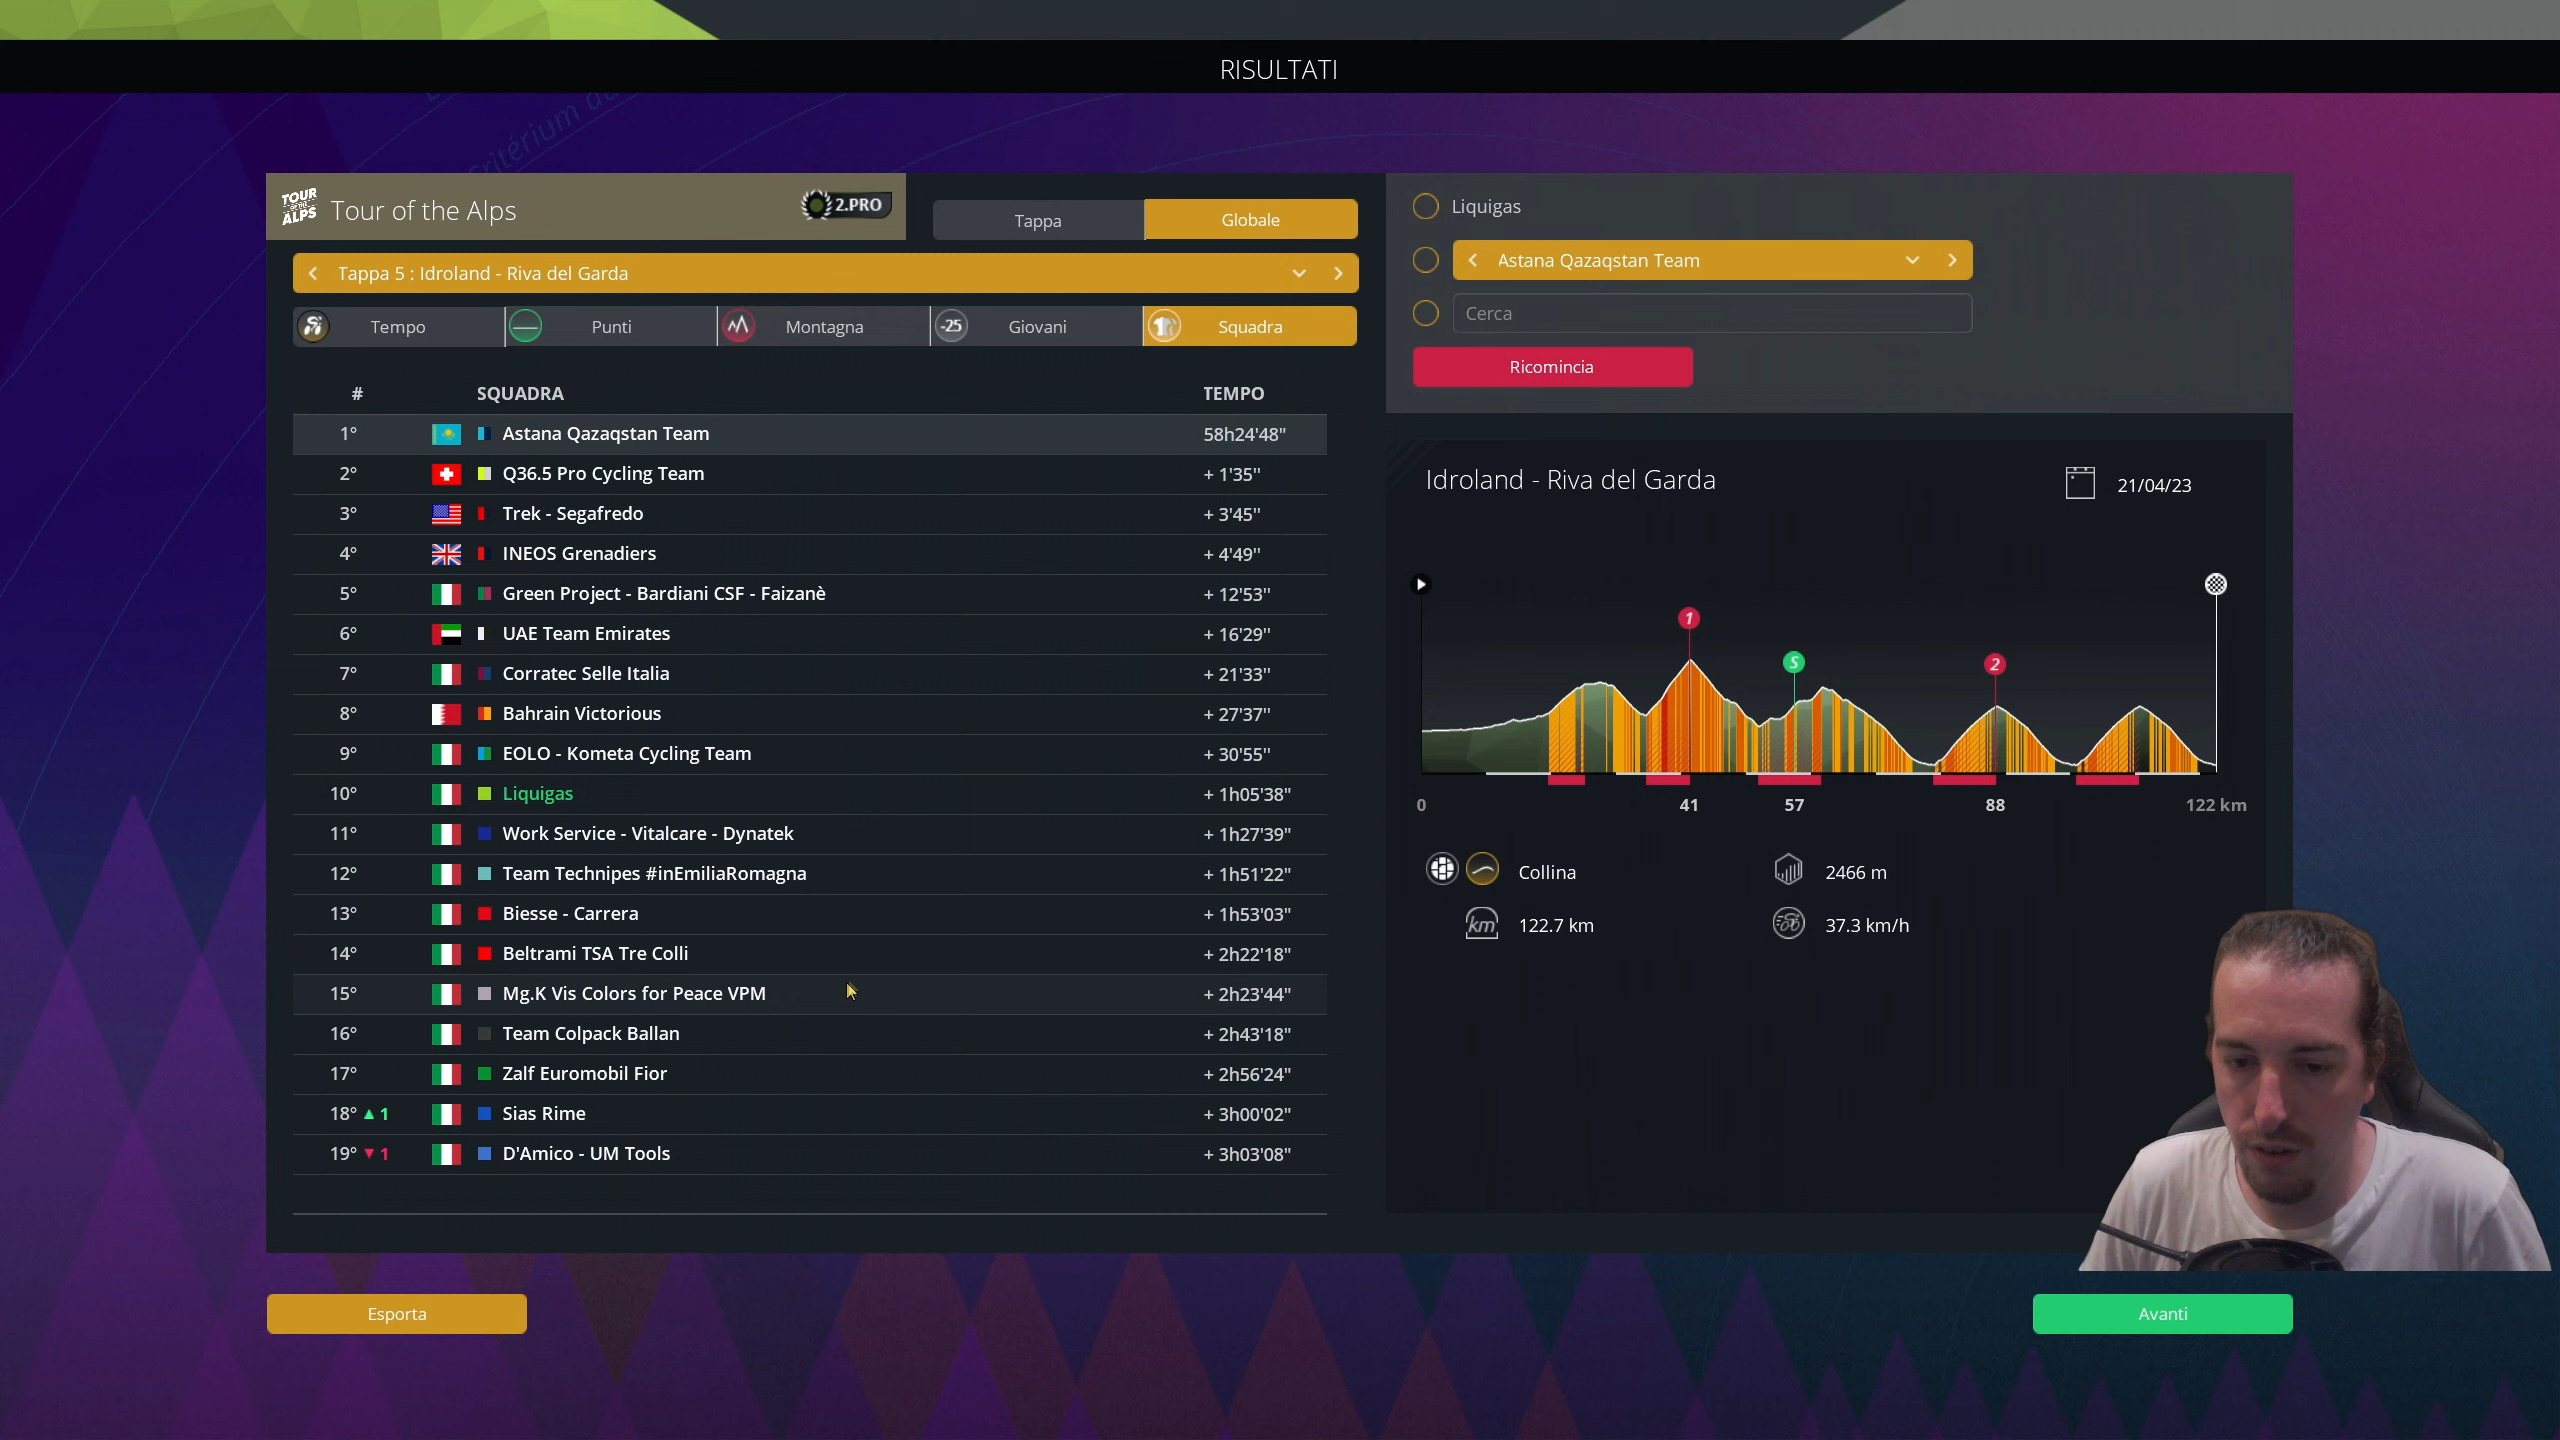 RISULTATI
Critérium du
TOUR OF THE ALPS
Tour of the Alps
2.PRO
Tappa
Globale
Tappa 5 : Idroland - Riva del Garda
Tempo
Punti
Montagna
-25
Giovani
Squadra
# SQUADRA TEMPO
1° Astana Qazaqstan Team 58h24'48"
2° Q36.5 Pro Cycling Team + 1'35"
3° Trek - Segafredo + 3'45"
4° INEOS Grenadiers + 4'49"
5° Green Project - Bardiani CSF - Faizanè + 12'53"
6° UAE Team Emirates + 16'29"
7° Corratec Selle Italia + 21'33"
8° Bahrain Victorious + 27'37"
9° EOLO - Kometa Cycling Team + 30'55"
10° Liquigas + 1h05'38"
11° Work Service - Vitalcare - Dynatek + 1h27'39"
12° Team Technipes #inEmiliaRomagna + 1h51'22"
13° Biesse - Carrera + 1h53'03"
14° Beltrami TSA Tre Colli + 2h22'18"
15° Mg.K Vis Colors for Peace VPM + 2h23'44"
16° Team Colpack Ballan + 2h43'18"
17° Zalf Euromobil Fior + 2h56'24"
18° ▲ 1 Sias Rime + 3h00'02"
19° ▼ 1 D'Amico - UM Tools + 3h03'08"
Liquigas
Astana Qazaqstan Team
Cerca
Ricomincia
Idroland - Riva del Garda
21/04/23
1
S
2
0 41 57 88 122 km
Collina
2466 m
km
122.7 km
37.3 km/h
Esporta
Avanti